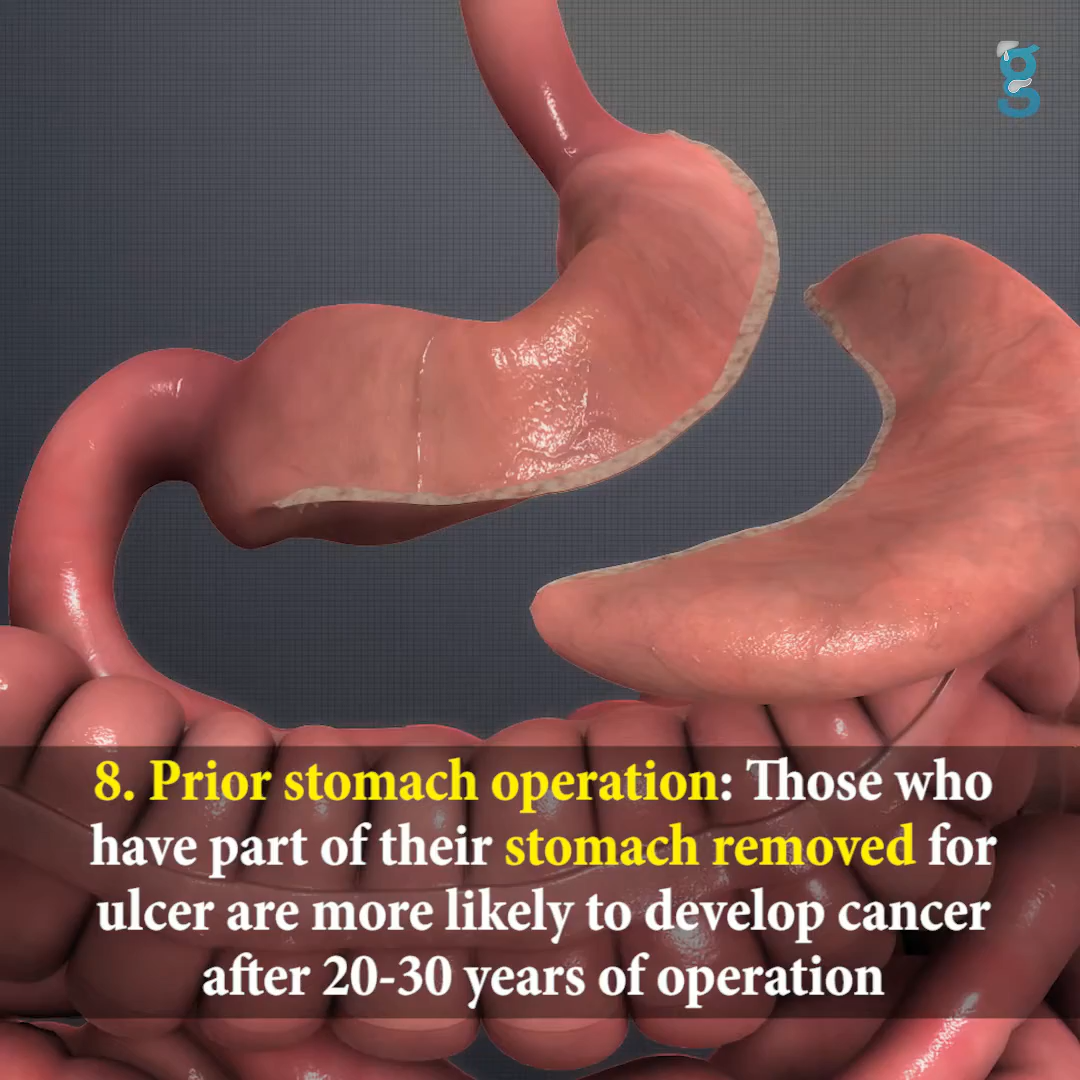 g
8. Prior stomach operation: Those who
have part of their stomach removed for
ulcer are more likely to develop cancer
after 20-30 years of operation